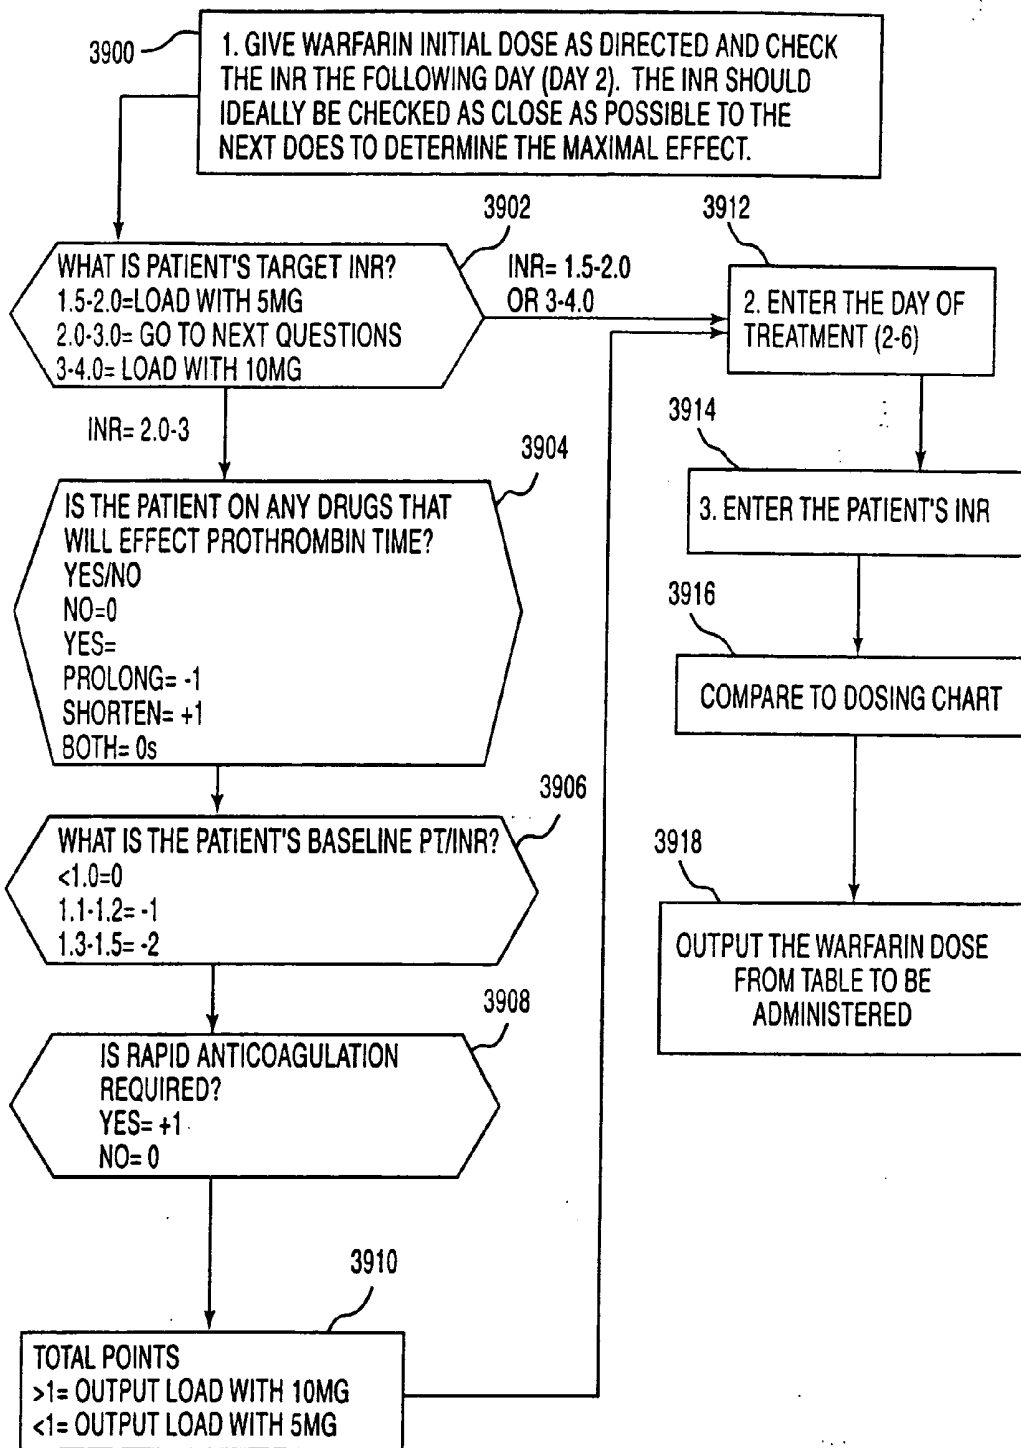 3900
1. GIVE WARFARIN INITIAL DOSE AS DIRECTED AND CHECK
THE INR THE FOLLOWING DAY (DAY 2). THE INR SHOULD
IDEALLY BE CHECKED AS CLOSE AS POSSIBLE TO THE
NEXT DOES TO DETERMINE THE MAXIMAL EFFECT.
3902
WHAT IS PATIENT'S TARGET INR?
1.5-2.0=LOAD WITH 5MG
2.0-3.0= GO TO NEXT QUESTIONS
3-4.0= LOAD WITH 10MG
INR= 1.5-2.0
OR 3-4.0
INR= 2.0-3
3904
IS THE PATIENT ON ANY DRUGS THAT
WILL EFFECT PROTHROMBIN TIME?
YES/NO
NO=0
YES=
PROLONG= -1
SHORTEN= +1
BOTH= 0s
3906
WHAT IS THE PATIENT'S BASELINE PT/INR?
<1.0=0
1.1-1.2= -1
1.3-1.5= -2
3908
IS RAPID ANTICOAGULATION
REQUIRED?
YES= +1
NO= 0
3910
TOTAL POINTS
>1= OUTPUT LOAD WITH 10MG
<1= OUTPUT LOAD WITH 5MG
3912
2. ENTER THE DAY OF
TREATMENT (2-6)
3914
3. ENTER THE PATIENT'S INR
3916
COMPARE TO DOSING CHART
3918
OUTPUT THE WARFARIN DOSE
FROM TABLE TO BE
ADMINISTERED